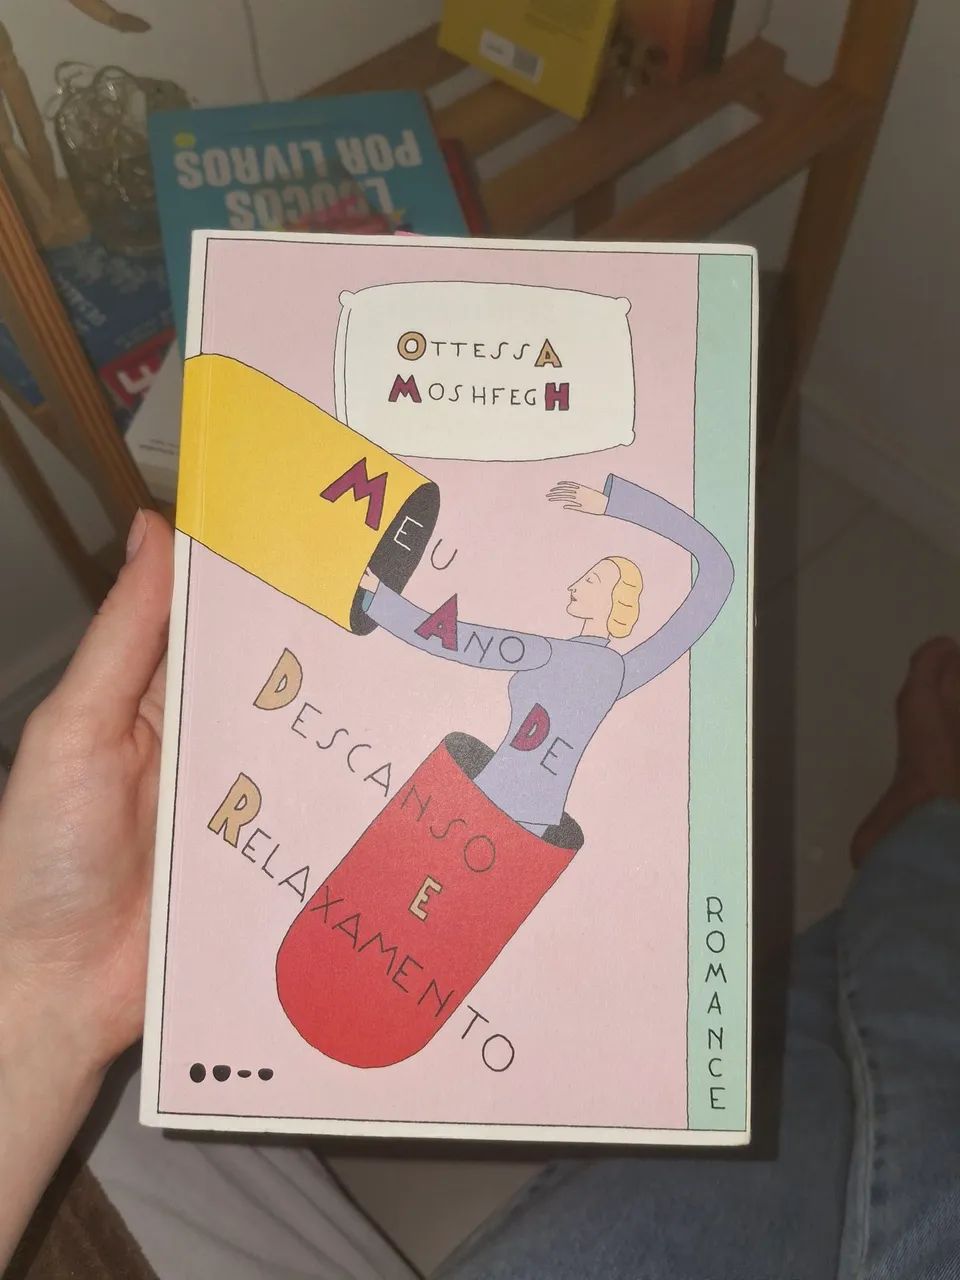 LOUCOS
POR LIVROS
OTTESSA
MOSHFEGH
MEU
ANO
DE
DESCANSO
E
RELAXAMENTO
ROMANCE